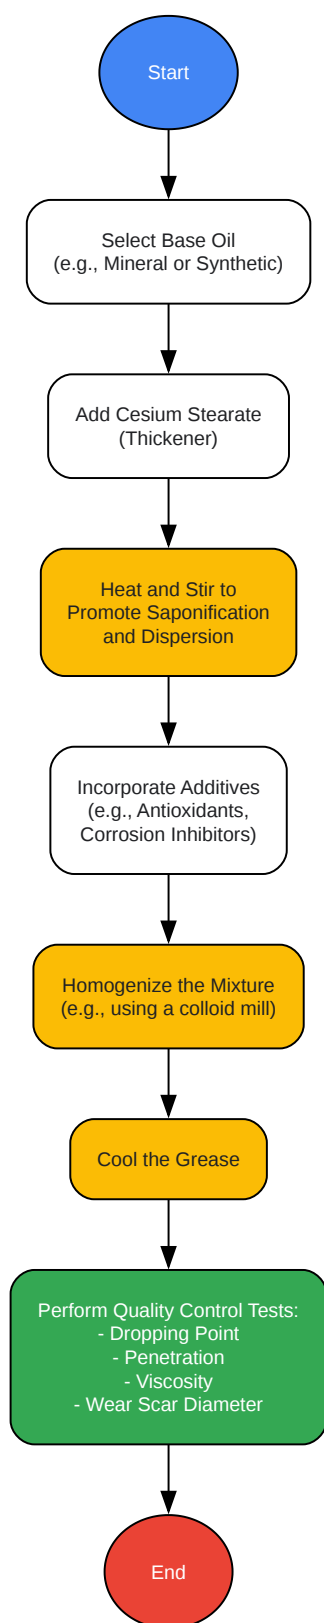 Start
Select Base Oil
(e.g., Mineral or Synthetic)
Add Cesium Stearate
(Thickener)
Heat and Stir to
Promote Saponification
and Dispersion
Incorporate Additives
(e.g., Antioxidants,
Corrosion Inhibitors)
Homogenize the Mixture
(e.g., using a colloid mill)
Cool the Grease
Perform Quality Control Tests:
- Dropping Point
- Penetration
- Viscosity
- Wear Scar Diameter
End